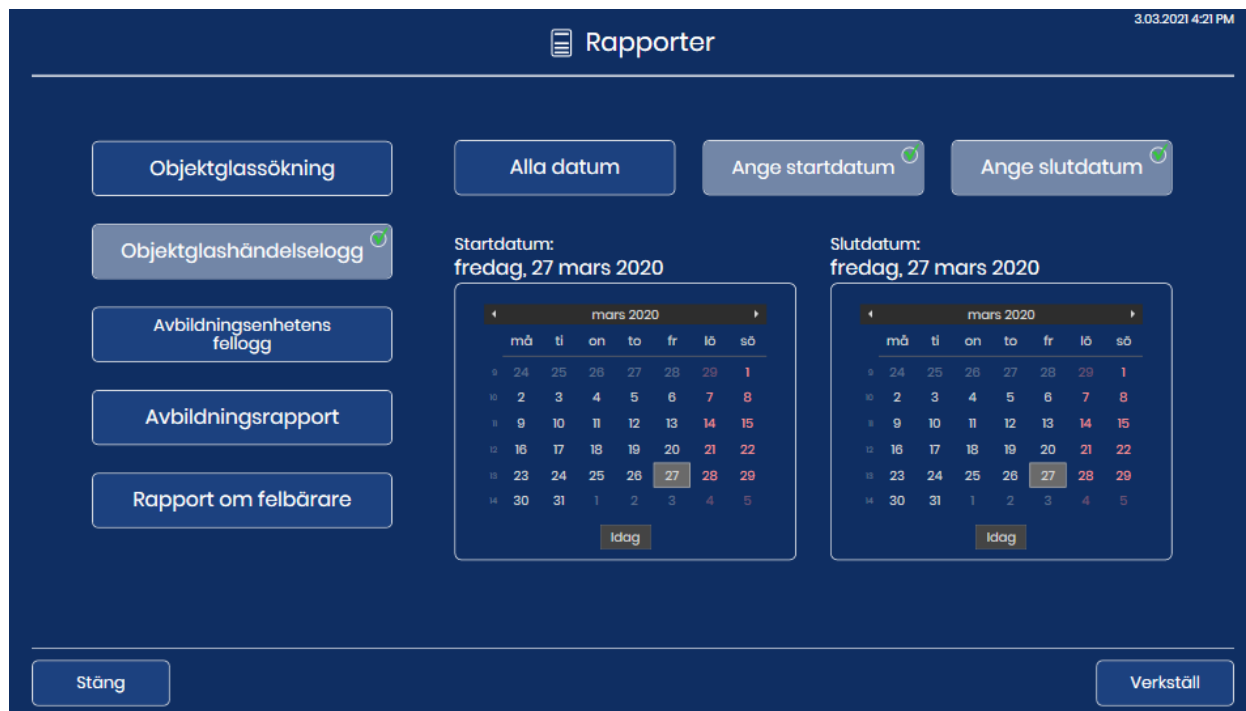 3.03.2021 4:21 PM
Rapporter
Objektglassökning
Objektglashändelselogg
Avbildningsenhetens
fellogg
Avbildningsrapport
Rapport om felbärare
Alla datum
Ange startdatum
Ange slutdatum
Startdatum:
fredag, 27 mars 2020
mars 2020
må ti on to fr lö sö
9 24 25 26 27 28 29 1
10 2 3 4 5 6 7 8
11 9 10 11 12 13 14 15
12 16 17 18 19 20 21 22
13 23 24 25 26 27 28 29
14 30 31 1 2 3 4 5
Idag
Slutdatum:
fredag, 27 mars 2020
mars 2020
må ti on to fr lö sö
9 24 25 26 27 28 29 1
10 2 3 4 5 6 7 8
11 9 10 11 12 13 14 15
12 16 17 18 19 20 21 22
13 23 24 25 26 27 28 29
14 30 31 1 2 3 4 5
Idag
Stäng
Verkställ